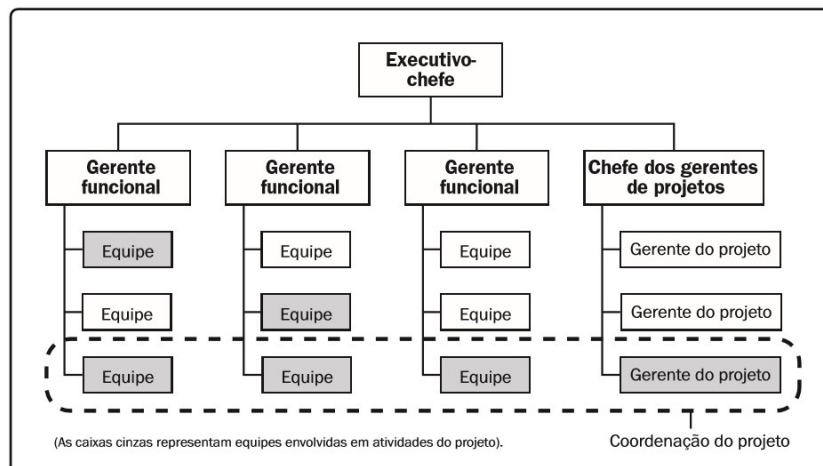 Executivo-
chefe
Gerente
funcional
Gerente
funcional
Gerente
funcional
Chefe dos gerentes
de projetos
Equipe
Equipe
Equipe
Gerente do projeto
Equipe
Equipe
Equipe
Gerente do projeto
Equipe
Equipe
Equipe
Gerente do projeto
(As caixas cinzas representam equipes envolvidas em atividades do projeto).
Coordenação do projeto